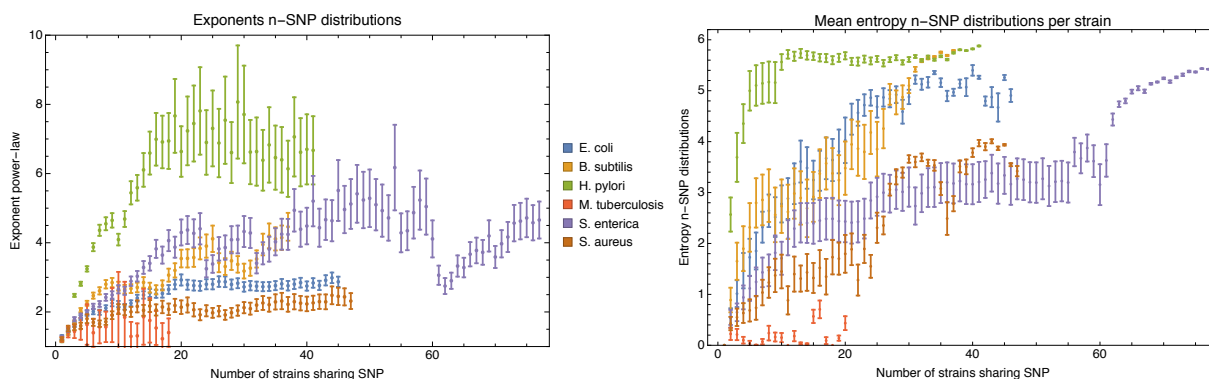 Exponents n-SNP distributions
Exponent power-law
10
8
6
4
2
0
20
40
60
Number of strains sharing SNP
E. coli
B. subtilis
H. pylori
M. tuberculosis
S. enterica
S. aureus
Mean entropy n-SNP distributions per strain
Entropy n-SNP distributions
6
5
4
3
2
1
0
0
20
40
60
Number of strains sharing SNP